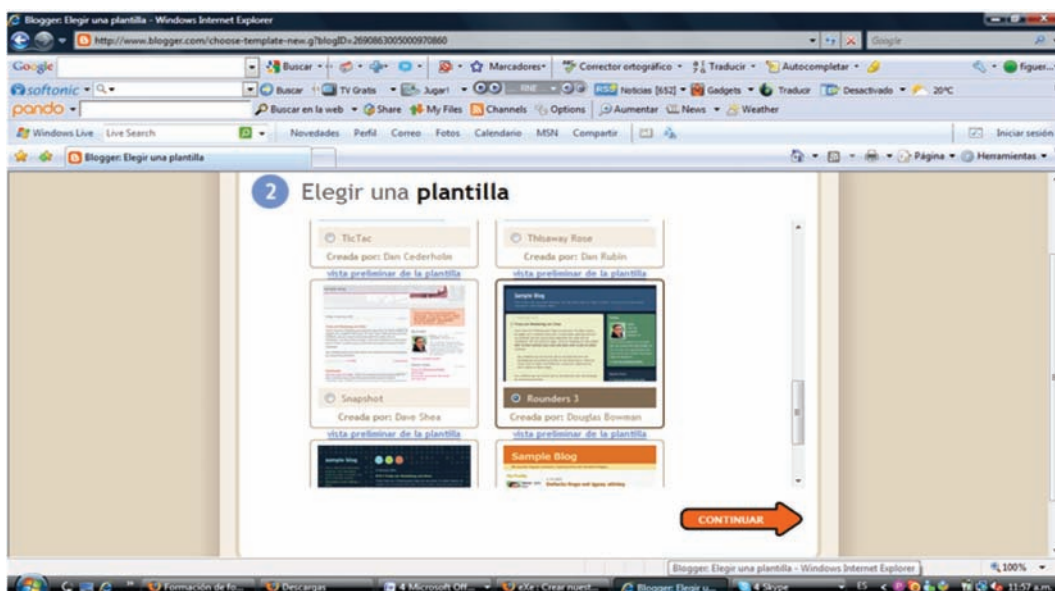 Blogger: Elegir una plantilla - Windows Internet Explorer
http://www.blogger.com/choose-template-new.g?blogID=2690863005000970860
Google
Google Buscar Marcadores Corrector ortográfico Traducir Autocompletar figuer...
softonic Buscar TV Gratis Jugar! RNE RSS Noticias [652] Gadgets Traducir Desactivado 20ºC
pando Buscar en la web Share My Files Channels Options Aumentar News Weather
Windows Live Live Search Novedades Perfil Correo Fotos Calendario MSN Compartir Iniciar sesión
Blogger: Elegir una plantilla Página Herramientas
2 Elegir una plantilla
TicTac Thisaway Rose
Creada por: Dan Cederholm Creada por: Dan Rubin
vista preliminar de la plantilla vista preliminar de la plantilla
Sample Blog
Snapshot Rounders 3
Creada por: Dave Shea Creada por: Douglas Bowman
vista preliminar de la plantilla vista preliminar de la plantilla
sample blog Sample Blog
CONTINUAR
Blogger: Elegir una plantilla - Windows Internet Explorer 100%
Formación de fo... Descargas 4 Microsoft Off... eXe : Crear nuest... Blogger: Elegir u... 4 Skype ES 11:57 a.m.